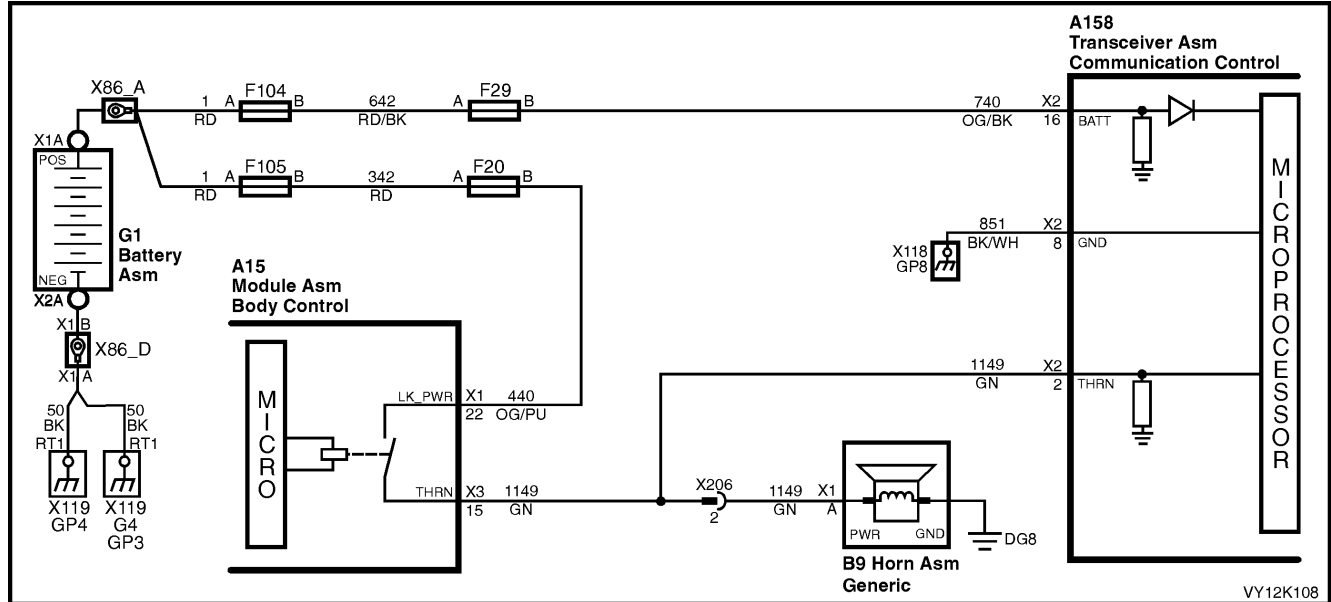 A158
Transceiver Asm
Communication Control
X86_A
1
RD
A
F104
B
642
RD/BK
A
F29
B
740
OG/BK
X2
16
BATT
X1A
POS
1
RD
A
F105
B
342
RD
A
F20
B
G1
Battery
Asm
NEG
X2A
X1 B
X86_D
X1 A
50
BK
RT1
50
BK
RT1
X119
GP4
X119
G4
GP3
A15
Module Asm
Body Control
MICRO
LK_PWR
X1
22
440
OG/PU
THRN
X3
15
1149
GN
X118
GP8
851
BK/WH
X2
8
GND
1149
GN
X2
2
THRN
MICROPROCESSOR
X206
2
1149
GN
X1
A
PWR
GND
DG8
B9 Horn Asm
Generic
VY12K108